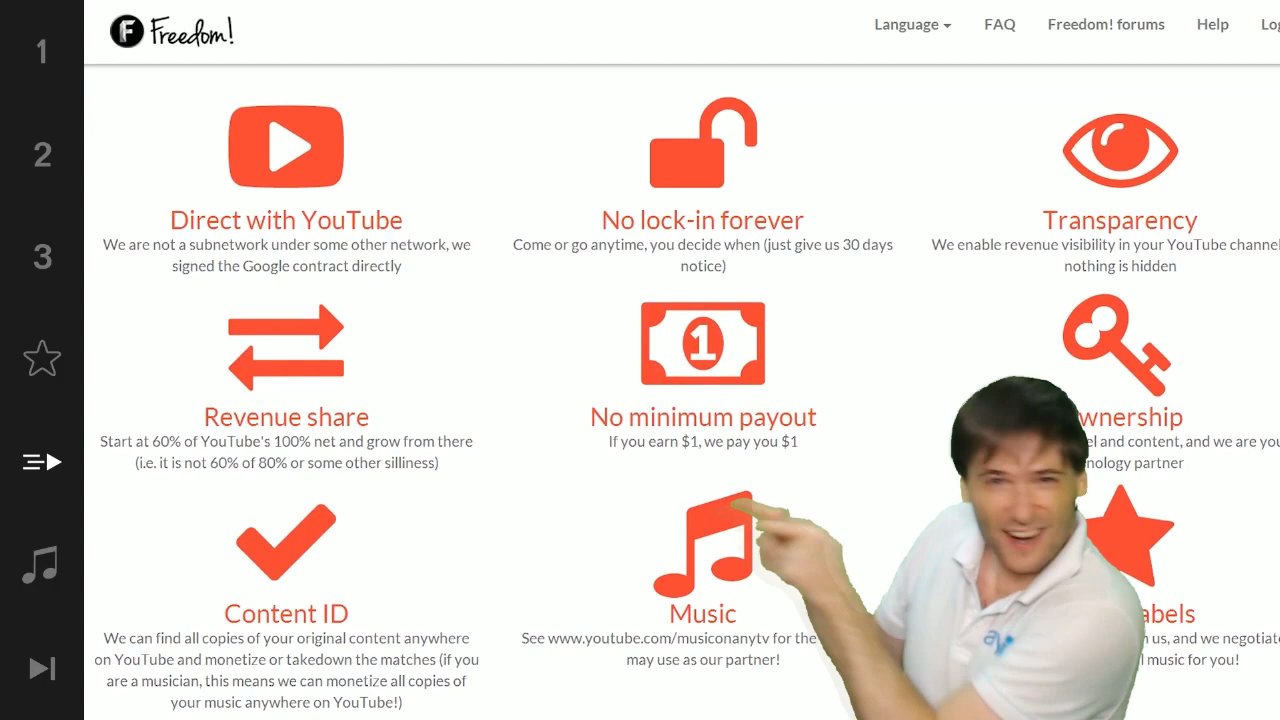 Freedom!
Language
FAQ
Freedom! forums
Help
1
2
3
Direct with YouTube
We are not a subnetwork under some other network, we
signed the Google contract directly
No lock-in forever
Come or go anytime, you decide when (just give us 30 days
notice)
Transparency
We enable revenue visibility in your YouTube channel
nothing is hidden
Revenue share
Start at 60% of YouTube's 100% net and grow from there
(i.e. it is not 60% of 80% or some other silliness)
1
No minimum payout
If you earn $1, we pay you $1
wnership
el and content, and we are
nology partner
Content ID
We can find all copies of your original content anywhere
on YouTube and monetize or takedown the matches (if you
are a musician, this means we can monetize all copies of
your music anywhere on YouTube!)
Music
See www.youtube.com/musiconanytv for the
may use as our partner!
abels
us, and we negotiate
music for you!